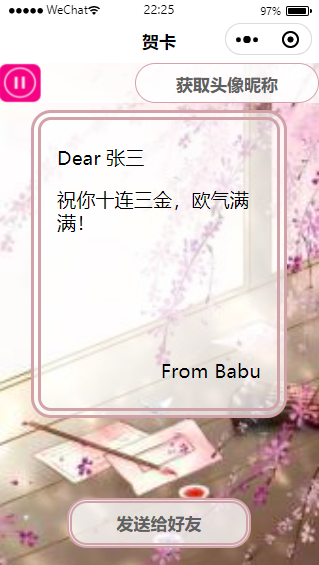 WeChat
22:25
97%
贺卡
获取头像昵称
Dear 张三
祝你十连三金，欧气满
满！
From Babu
发送给好友